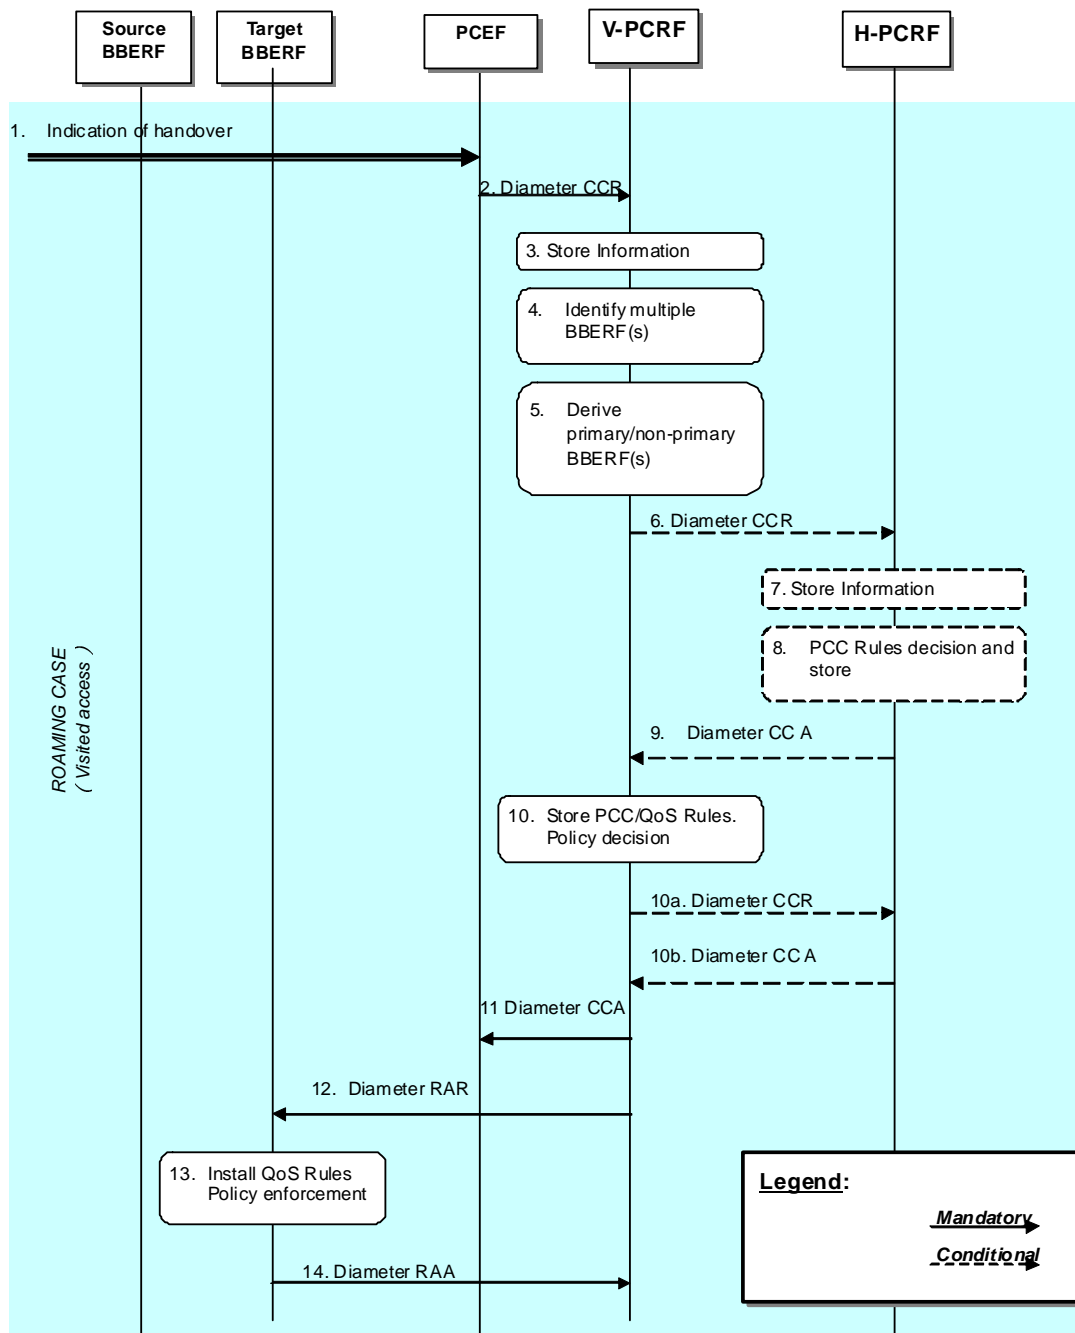 Source
BBERF
Target
BBERF
PCEF
V-PCRF
H-PCRF
1. Indication of handover
2. Diameter CCR
3. Store Information
4. Identify multiple
BBERF(s)
5. Derive
primary/non-primary
BBERF(s)
6. Diameter CCR
7. Store Information
8. PCC Rules decision and
store
9. Diameter CCA
ROAMING CASE
( Visited access )
10. Store PCC/QoS Rules.
Policy decision
10a. Diameter CCR
10b. Diameter CCA
11 Diameter CCA
12. Diameter RAR
13. Install QoS Rules
Policy enforcement
14. Diameter RAA
Legend:
Mandatory
Conditional